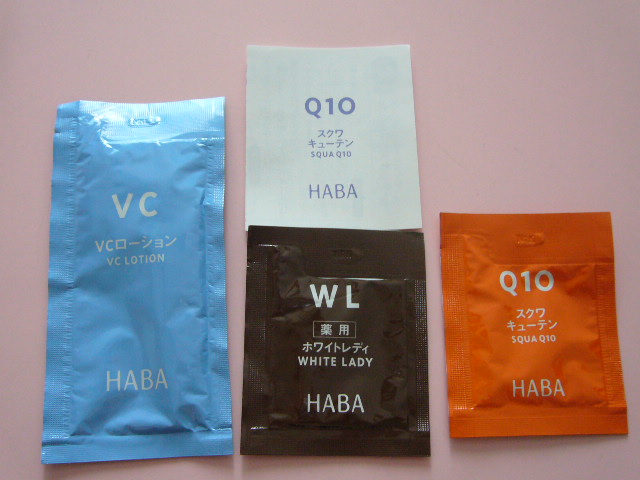 VC
VCローション
VC LOTION
HABA
Q10
スクワ
キューテン
SQUA Q10
HABA
WL
薬用
ホワイトレディ
WHITE LADY
HABA
Q10
スクワ
キューテン
SQUA Q10
HABA